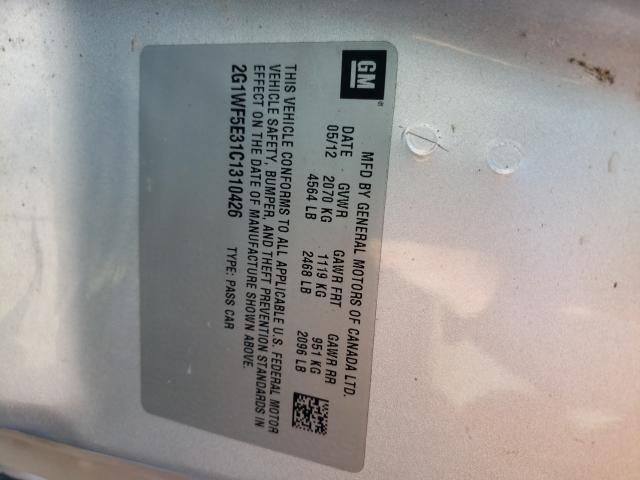 GM
®
MFD BY GENERAL MOTORS OF CANADA LTD.
DATE GVWR GAWR FRT GAWR RR
05/12 2070 KG 1119 KG 951 KG
4564 LB 2468 LB 2096 LB
THIS VEHICLE CONFORMS TO ALL APPLICABLE U.S. FEDERAL MOTOR
VEHICLE SAFETY, BUMPER, AND THEFT PREVENTION STANDARDS IN
EFFECT ON THE DATE OF MANUFACTURE SHOWN ABOVE.
2G1WF5E31C1310426 TYPE: PASS CAR